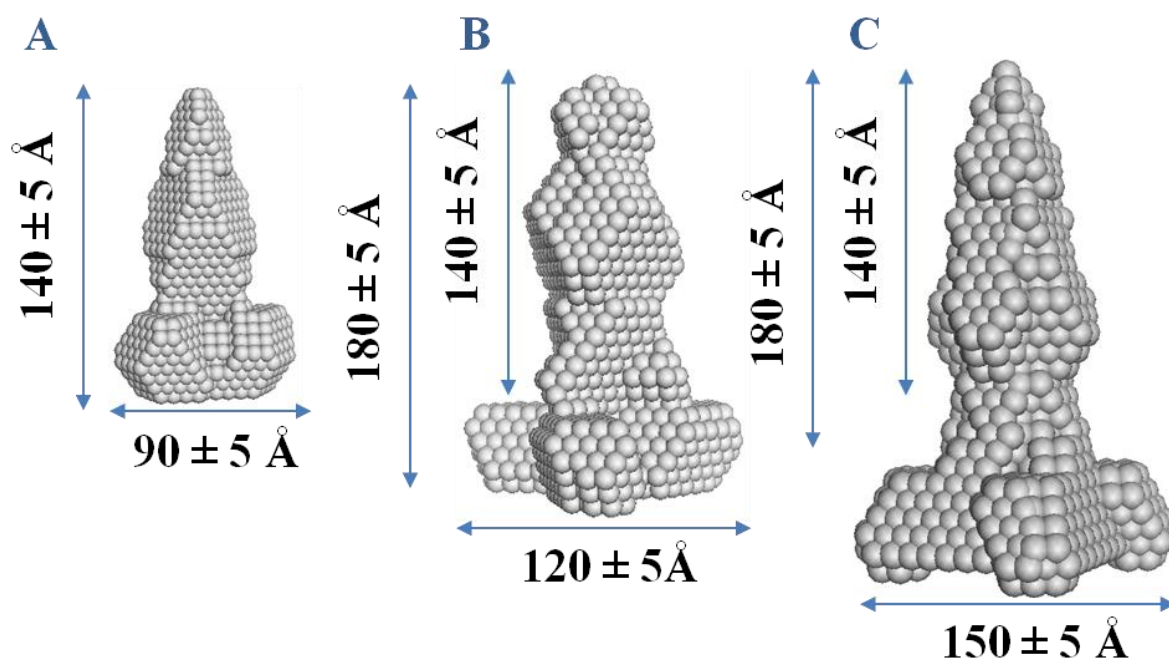 A
B
C
140 ± 5 Å
180 ± 5 Å
140 ± 5 Å
180 ± 5 Å
140 ± 5 Å
90 ± 5 Å
120 ± 5Å
150 ± 5 Å